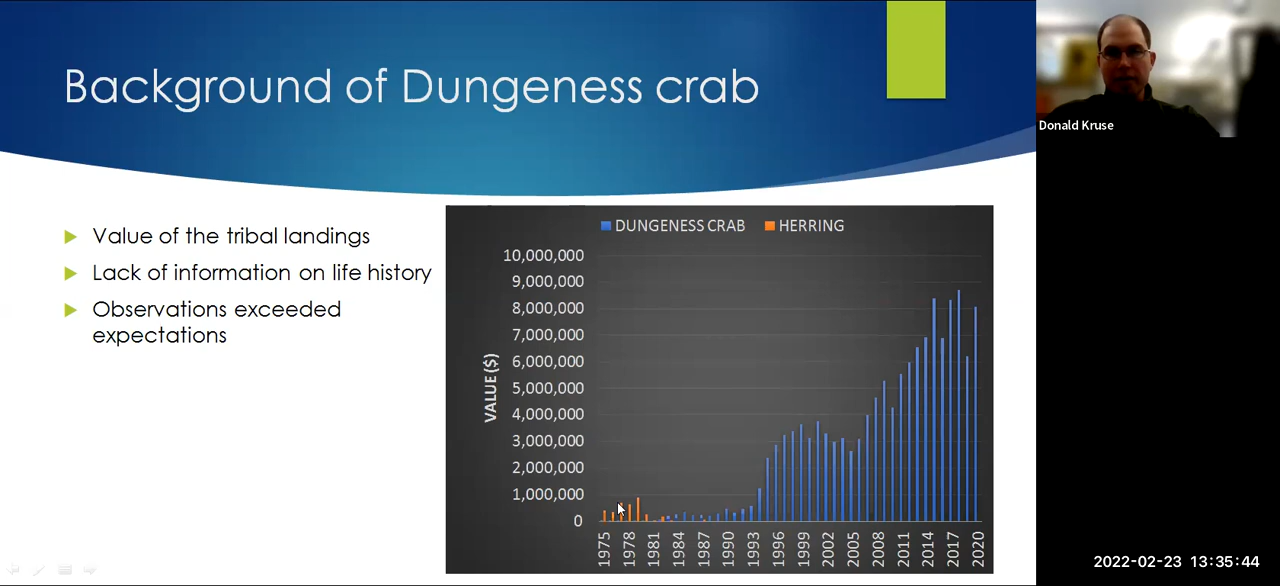 Background of Dungeness crab
Donald Kruse
Value of the tribal landings
Lack of information on life history
Observations exceeded
expectations
DUNGENESS CRAB HERRING
VALUE($)
10,000,000
9,000,000
8,000,000
7,000,000
6,000,000
5,000,000
4,000,000
3,000,000
2,000,000
1,000,000
0
1975 1978 1981 1984 1987 1990 1993 1996 1999 2002 2005 2008 2011 2014 2017 2020
2022-02-23 13:35:44